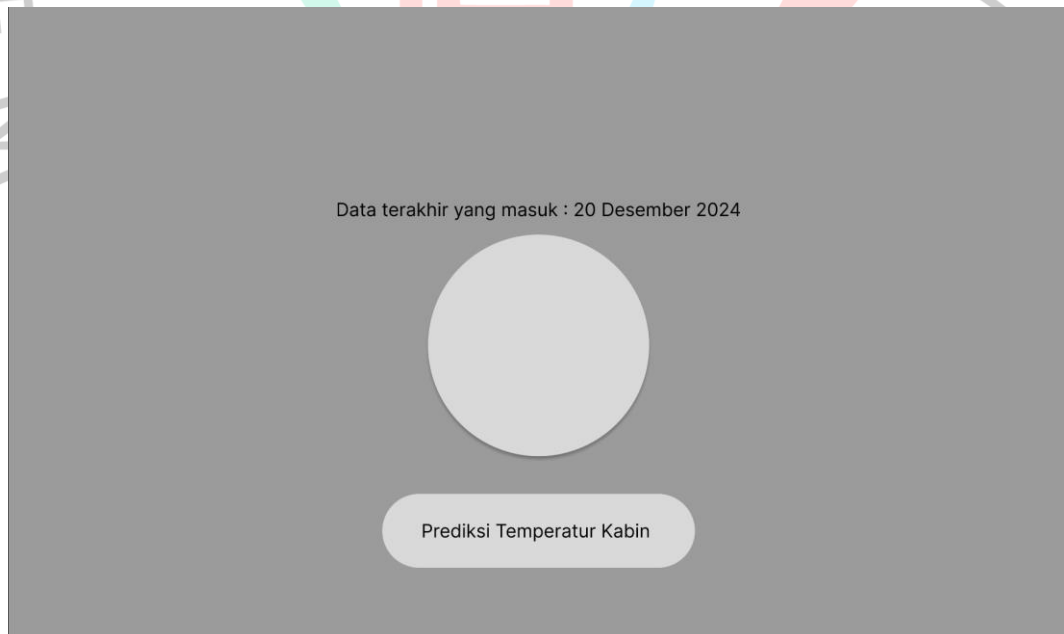 Data terakhir yang masuk : 20 Desember 2024
Prediksi Temperatur Kabin